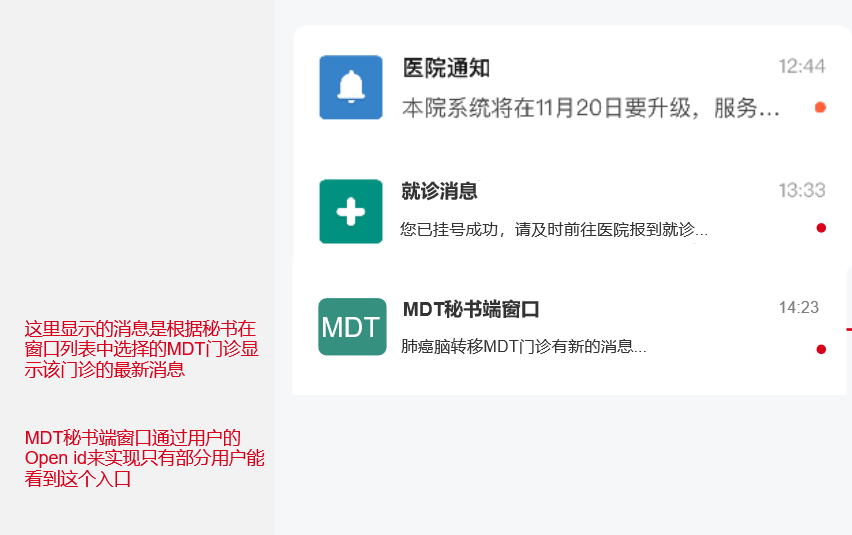 医院通知
12:44
本院系统将在11月20日要升级，服务...
就诊消息
13:33
您已挂号成功，请及时前往医院报到就诊...
MDT
MDT秘书端窗口
14:23
肺癌脑转移MDT门诊有新的消息...
这里显示的消息是根据秘书在
窗口列表中选择的MDT门诊显
示该门诊的最新消息
MDT秘书端窗口通过用户的
Open id来实现只有部分用户能
看到这个入口